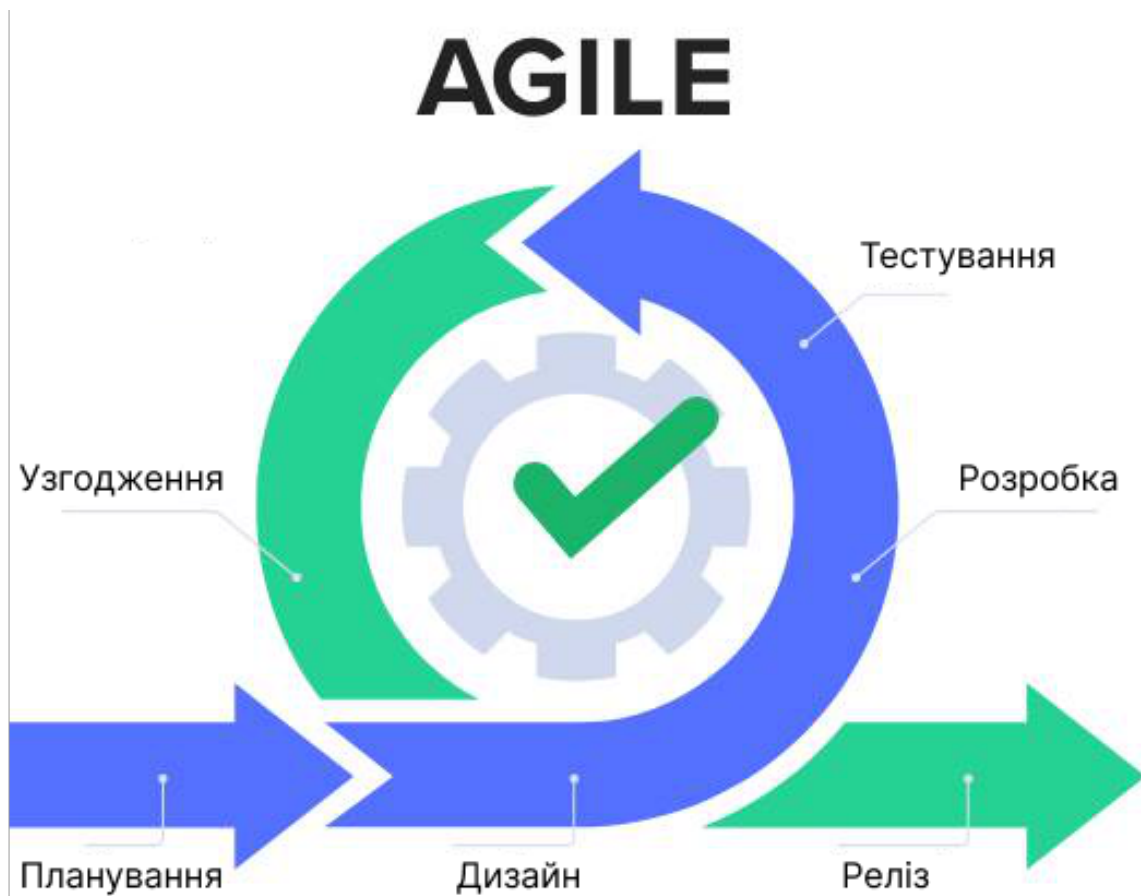 AGILE
Тестування
Узгодження
Розробка
Планування
Дизайн
Реліз